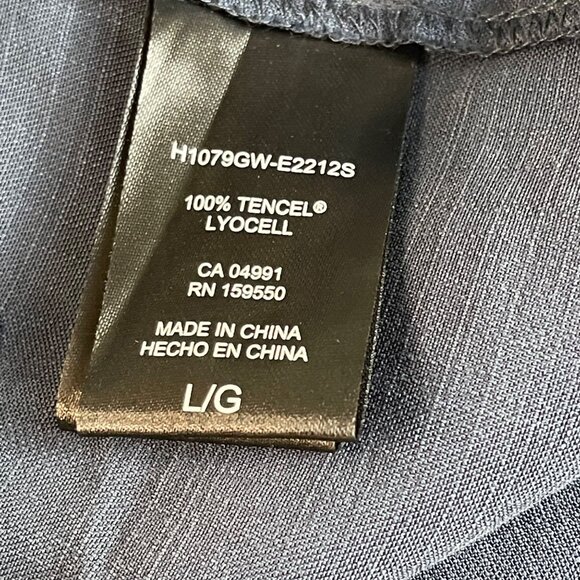 H1079GW-E2212S
100% TENCEL®
LYOCELL
CA 04991
RN 159550
MADE IN CHINA
HECHO EN CHINA
L/G